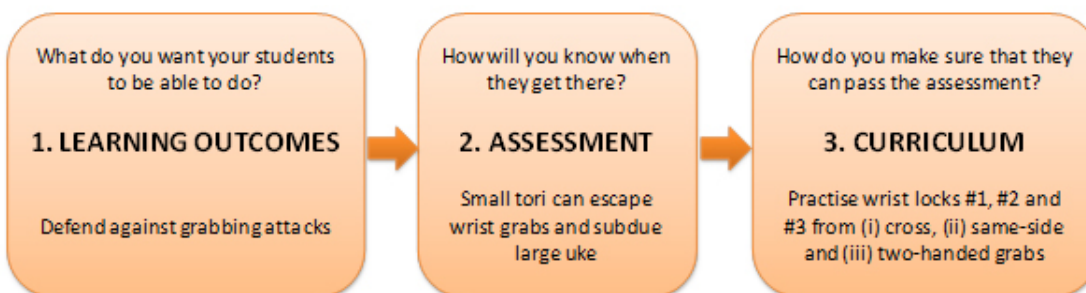 What do you want your students
to be able to do?
1. LEARNING OUTCOMES
Defend against grabbing attacks
How will you know when
they get there?
2. ASSESSMENT
Small tori can escape
wrist grabs and subdue
large uke
How do you make sure that they
can pass the assessment?
3. CURRICULUM
Practise wrist locks #1, #2 and
#3 from (i) cross, (ii) same-side
and (iii) two-handed grabs